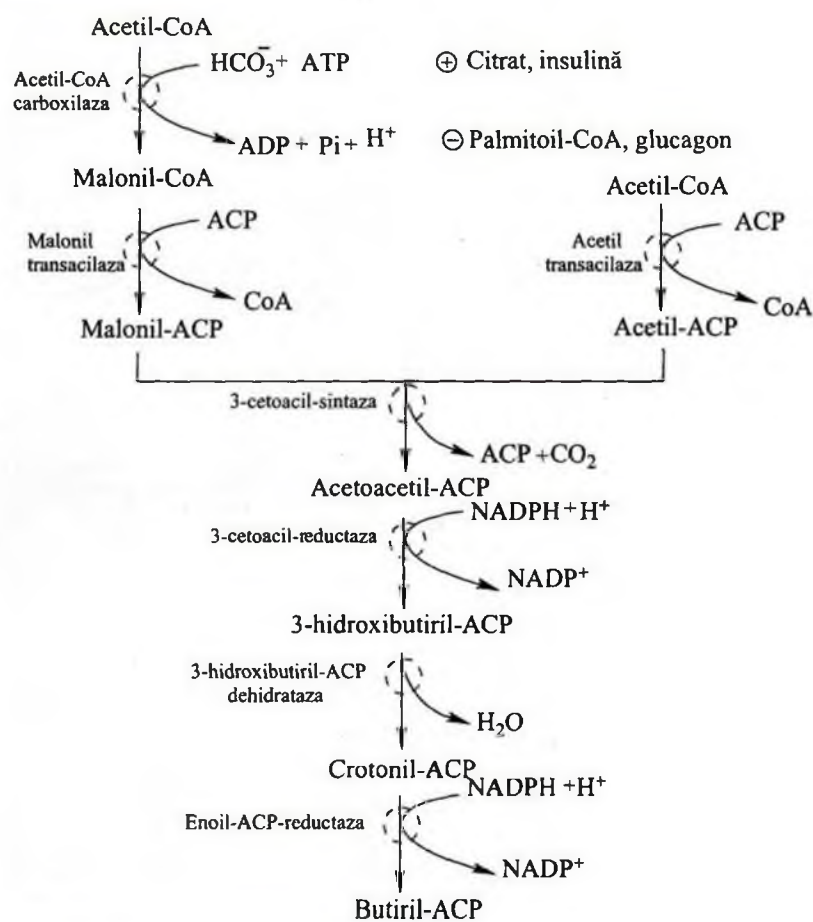 Acetil-CoA
HCO₃⁻+ ATP
⊕ Citrat, insulină
Acetil-CoA
carboxilaza
ADP + Pi + H⁺
⊖ Palmitoil-CoA, glucagon
Malonil-CoA
Acetil-CoA
ACP
ACP
Malonil
transacilaza
Acetil
transacilaza
CoA
CoA
Malonil-ACP
Acetil-ACP
3-cetoacil-sintaza
ACP +CO₂
Acetoacetil-ACP
NADPH + H⁺
3-cetoacil-reductaza
NADP⁺
3-hidroxibutiril-ACP
3-hidroxibutiril-ACP
dehidrataza
H₂O
Crotonil-ACP
NADPH +H⁺
Enoil-ACP-reductaza
NADP⁺
Butiril-ACP